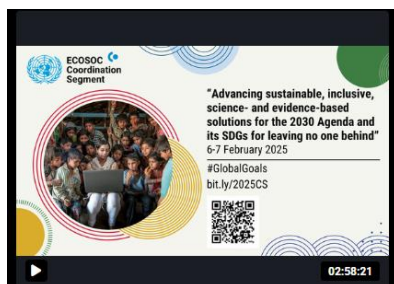 ECOSOC
Coordination
Segment
“Advancing sustainable, inclusive,
science- and evidence-based
solutions for the 2030 Agenda and
its SDGs for leaving no one behind”
6-7 February 2025
#GlobalGoals
bit.ly/2025CS
02:58:21